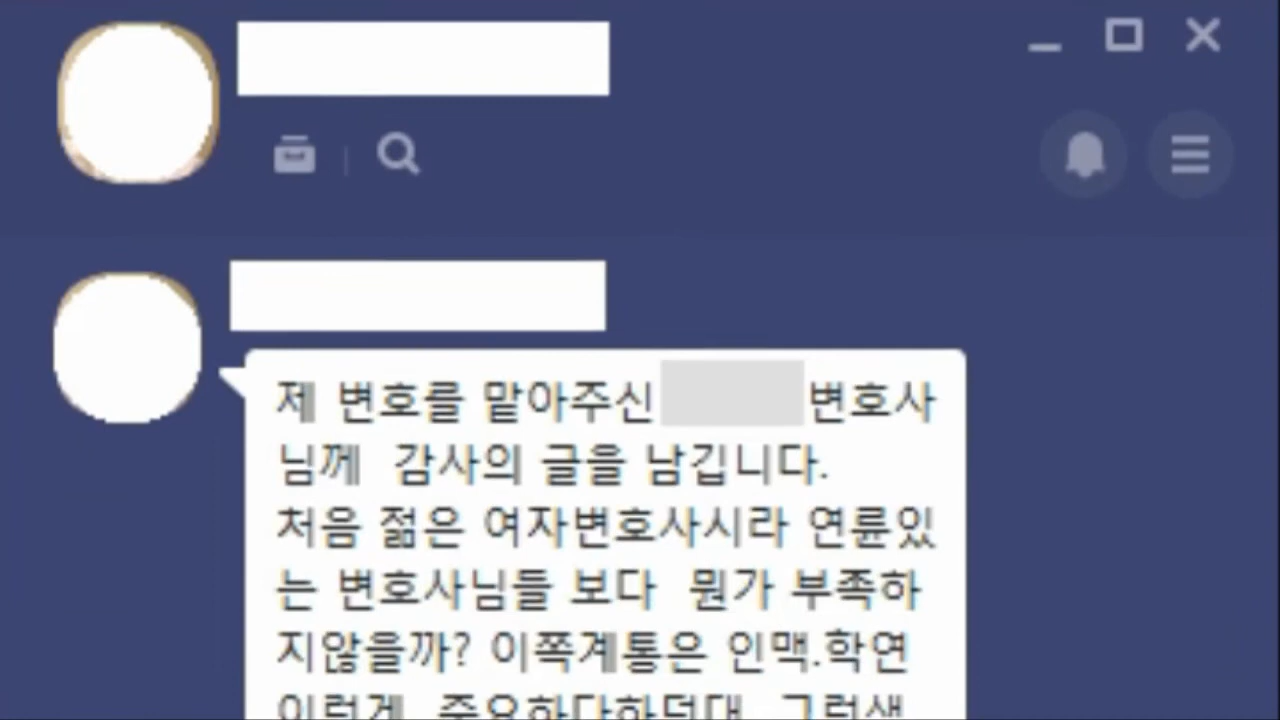 제 변호를 맡아주신 변호사
님께 감사의 글을 남깁니다.
처음 젊은 여자변호사시라 연륜있
는 변호사님들 보다 뭔가 부족하
지않을까? 이쪽계통은 인맥.학연